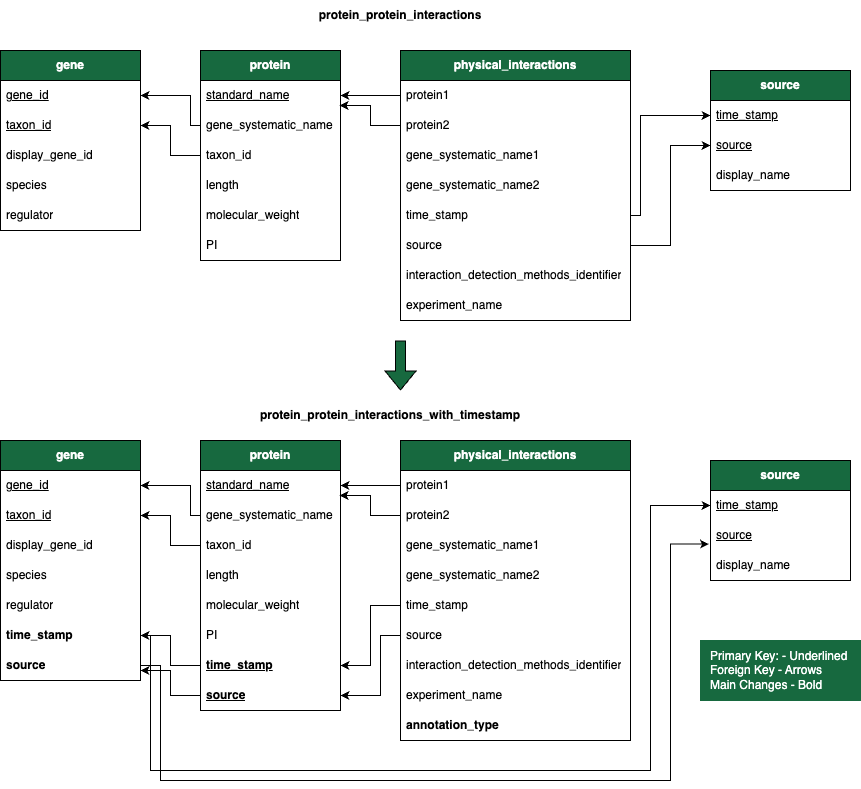 protein_protein_interactions
gene
gene_id
taxon_id
display_gene_id
species
regulator
protein
standard_name
gene_systematic_name
taxon_id
length
molecular_weight
PI
physical_interactions
protein1
protein2
gene_systematic_name1
gene_systematic_name2
time_stamp
source
interaction_detection_methods_identifier
experiment_name
source
time_stamp
source
display_name
protein_protein_interactions_with_timestamp
gene
gene_id
taxon_id
display_gene_id
species
regulator
time_stamp
source
protein
standard_name
gene_systematic_name
taxon_id
length
molecular_weight
PI
time_stamp
source
physical_interactions
protein1
protein2
gene_systematic_name1
gene_systematic_name2
time_stamp
source
interaction_detection_methods_identifier
experiment_name
annotation_type
source
time_stamp
source
display_name
Primary Key: - Underlined
Foreign Key - Arrows
Main Changes - Bold